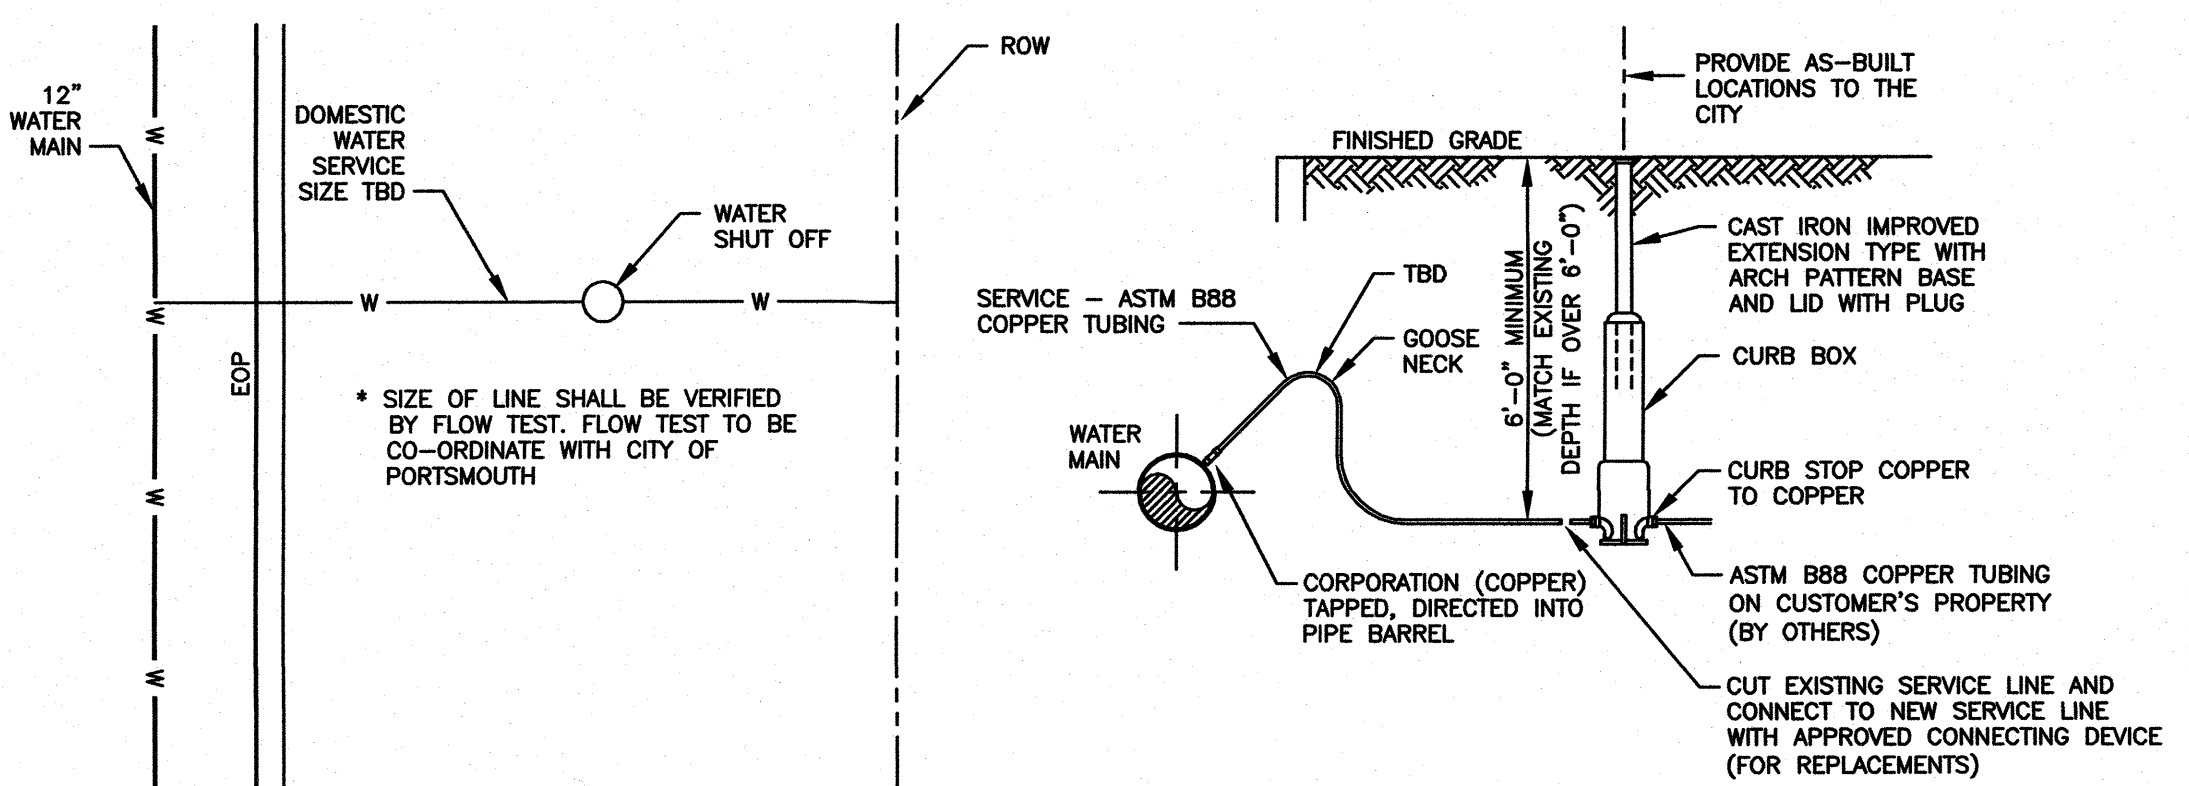 12"
WATER
MAIN
W
W
W
W
W
EOP
DOMESTIC
WATER
SERVICE
SIZE TBD
WATER
SHUT OFF
W
W
ROW
* SIZE OF LINE SHALL BE VERIFIED
BY FLOW TEST. FLOW TEST TO BE
CO-ORDINATE WITH CITY OF
PORTSMOUTH
PROVIDE AS-BUILT
LOCATIONS TO THE
CITY
FINISHED GRADE
CAST IRON IMPROVED
EXTENSION TYPE WITH
ARCH PATTERN BASE
AND LID WITH PLUG
6'-0" MINIMUM
(MATCH EXISTING
DEPTH IF OVER 6'-0")
TBD
SERVICE - ASTM B88
COPPER TUBING
GOOSE
NECK
CURB BOX
WATER
MAIN
CURB STOP COPPER
TO COPPER
CORPORATION (COPPER)
TAPPED, DIRECTED INTO
PIPE BARREL
ASTM B88 COPPER TUBING
ON CUSTOMER'S PROPERTY
(BY OTHERS)
CUT EXISTING SERVICE LINE AND
CONNECT TO NEW SERVICE LINE
WITH APPROVED CONNECTING DEVICE
(FOR REPLACEMENTS)